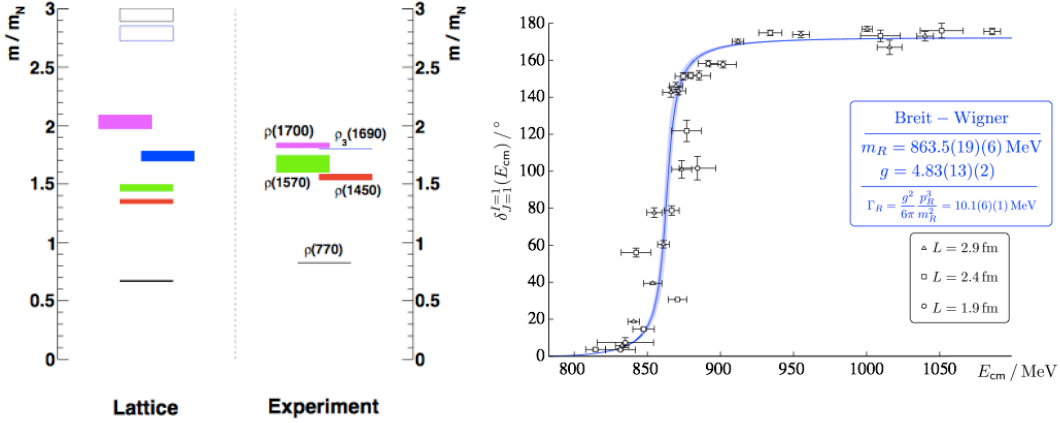 m / m_N
3
2.5
2
1.5
1
0.5
0
ρ(1700)
ρ₃(1690)
ρ(1570)
ρ(1450)
ρ(770)
m / m_N
3
2.5
2
1.5
1
0.5
0
Lattice
Experiment
δ^{I=1}_{J=1}(E_cm) / °
180
160
140
120
100
80
60
40
20
0
800 850 900 950 1000 1050 E_cm / MeV
Breit − Wigner
m_R = 863.5(19)(6) MeV
g = 4.83(13)(2)
Γ_R = g²/6π p_R³/m_R² = 10.1(6)(1) MeV
L = 2.9 fm
L = 2.4 fm
L = 1.9 fm